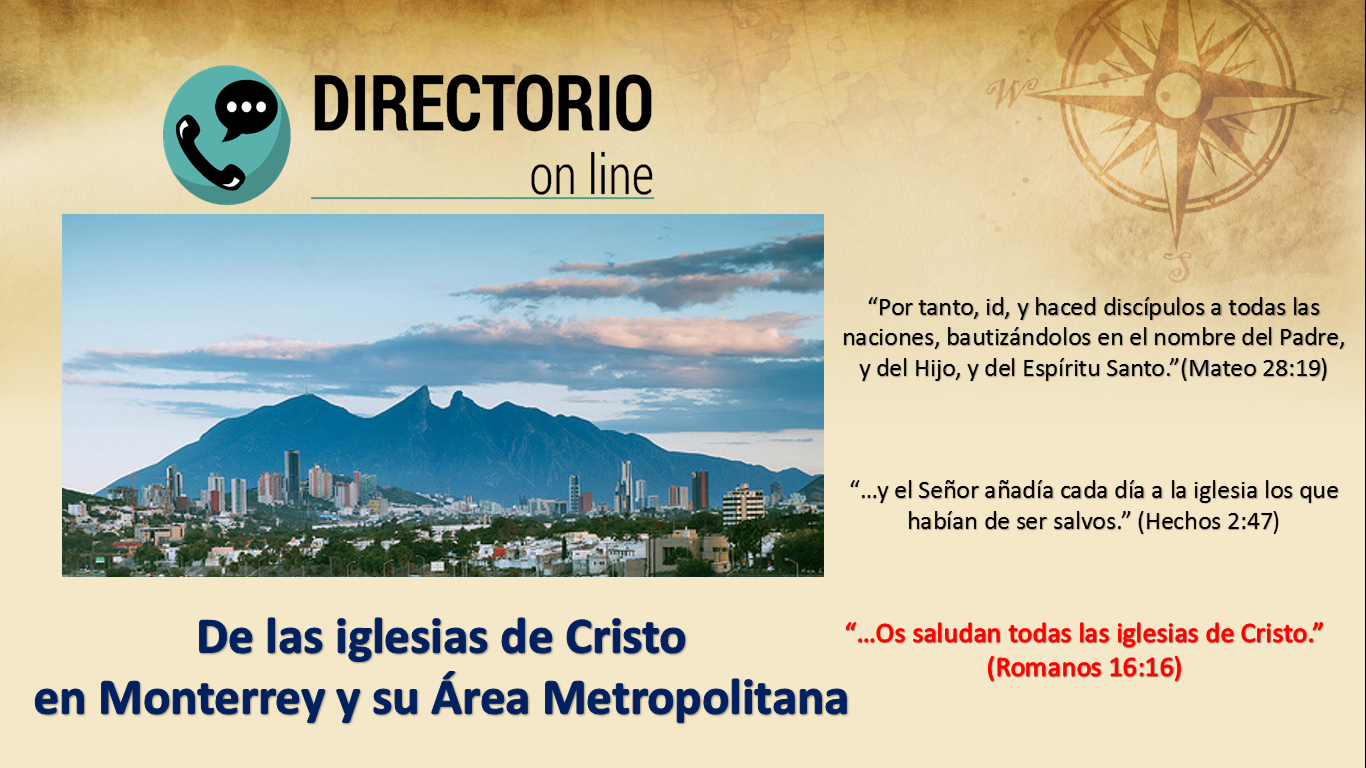 DIRECTORIO
on line
W
S
“Por tanto, id, y haced discípulos a todas las
naciones, bautizándolos en el nombre del Padre,
y del Hijo, y del Espíritu Santo.”(Mateo 28:19)
“…y el Señor añadía cada día a la iglesia los que
habían de ser salvos.” (Hechos 2:47)
“…Os saludan todas las iglesias de Cristo.”
(Romanos 16:16)
De las iglesias de Cristo
en Monterrey y su Área Metropolitana